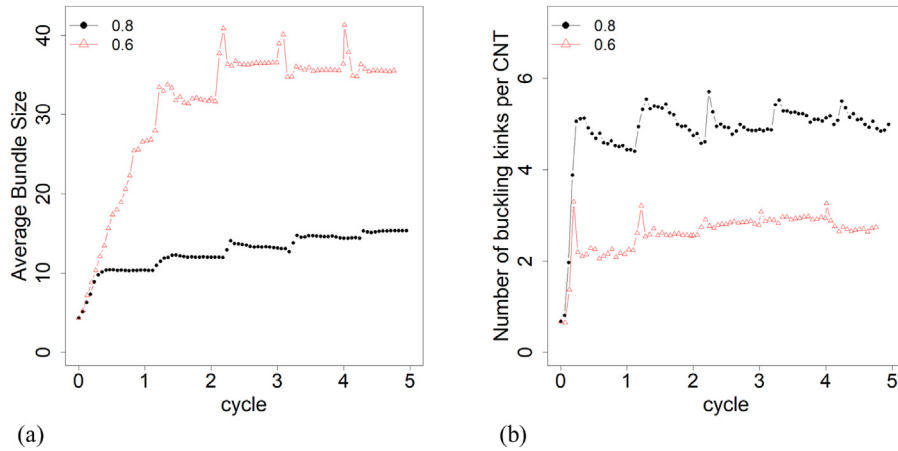 0.8
0.6
Average Bundle Size
40
30
20
10
0
0 1 2 3 4 5
cycle
(a)
0.8
0.6
Number of buckling kinks per CNT
6
4
2
0
0 1 2 3 4 5
cycle
(b)